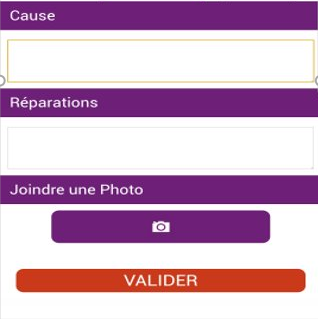 Cause
Réparations
Joindre une Photo
VALIDER